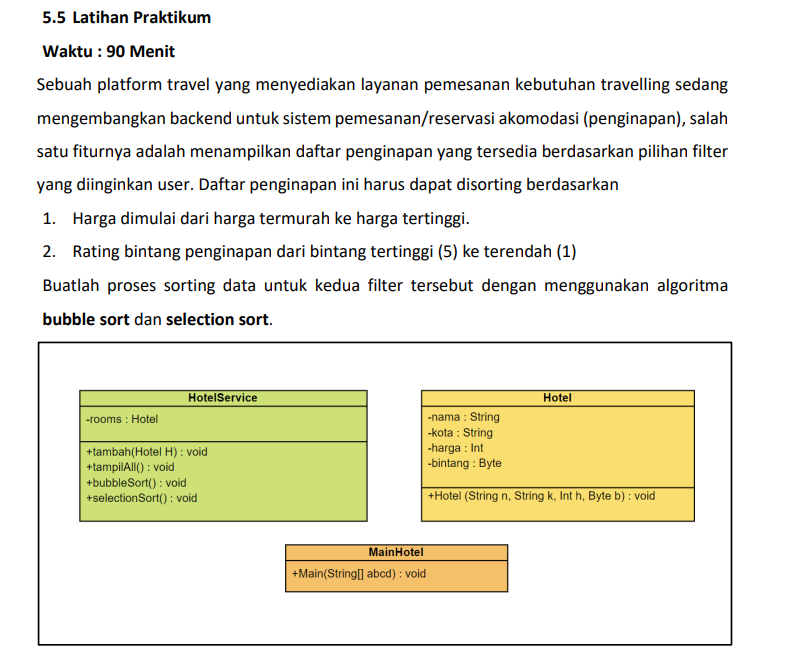 5.5 Latihan Praktikum
Waktu : 90 Menit
Sebuah platform travel yang menyediakan layanan pemesanan kebutuhan travelling sedang
mengembangkan backend untuk sistem pemesanan/reservasi akomodasi (penginapan), salah
satu fiturnya adalah menampilkan daftar penginapan yang tersedia berdasarkan pilihan filter
yang diinginkan user. Daftar penginapan ini harus dapat disorting berdasarkan
1. Harga dimulai dari harga termurah ke harga tertinggi.
2. Rating bintang penginapan dari bintang tertinggi (5) ke terendah (1)
Buatlah proses sorting data untuk kedua filter tersebut dengan menggunakan algoritma
bubble sort dan selection sort.
HotelService
-rooms : Hotel
+tambah(Hotel H) : void
+tampilAll() : void
+bubbleSort() : void
+selectionSort() : void
Hotel
-nama : String
-kota : String
-harga : Int
-bintang : Byte
+Hotel (String n, String k, Int h, Byte b) : void
MainHotel
+Main(String[] abcd) : void